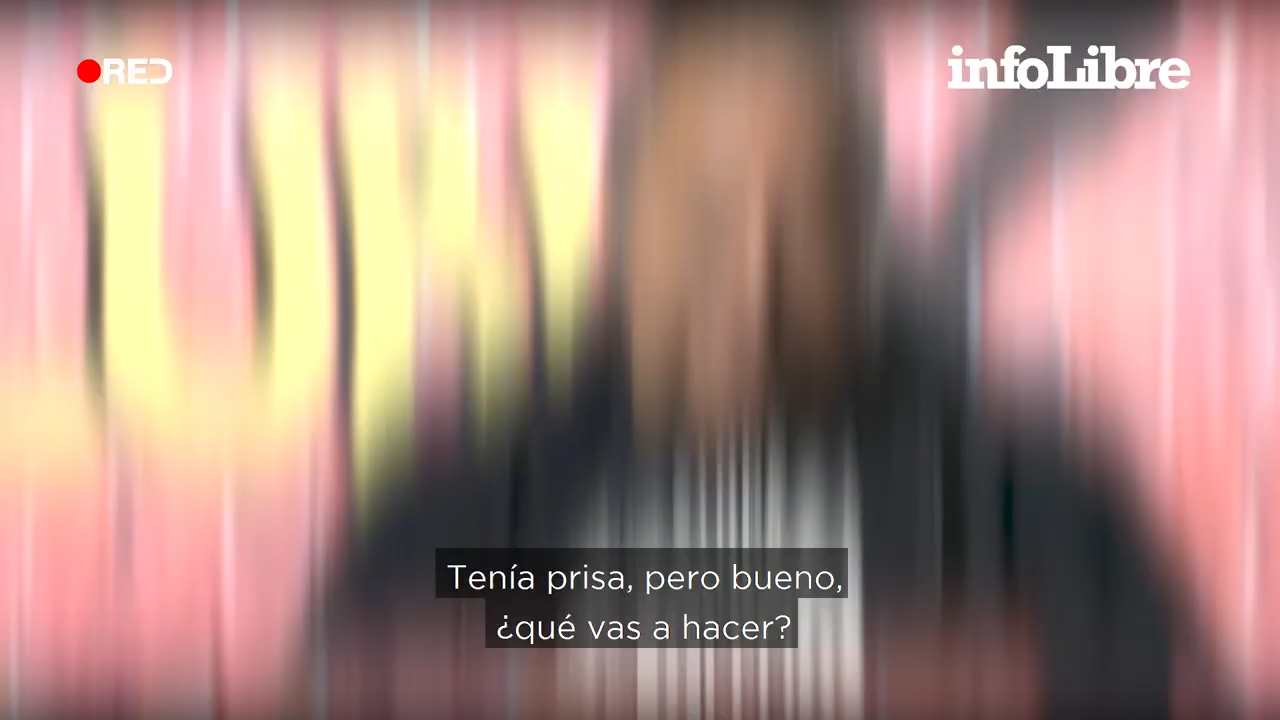 RED
infoLibre
Tenía prisa, pero bueno,
¿qué vas a hacer?